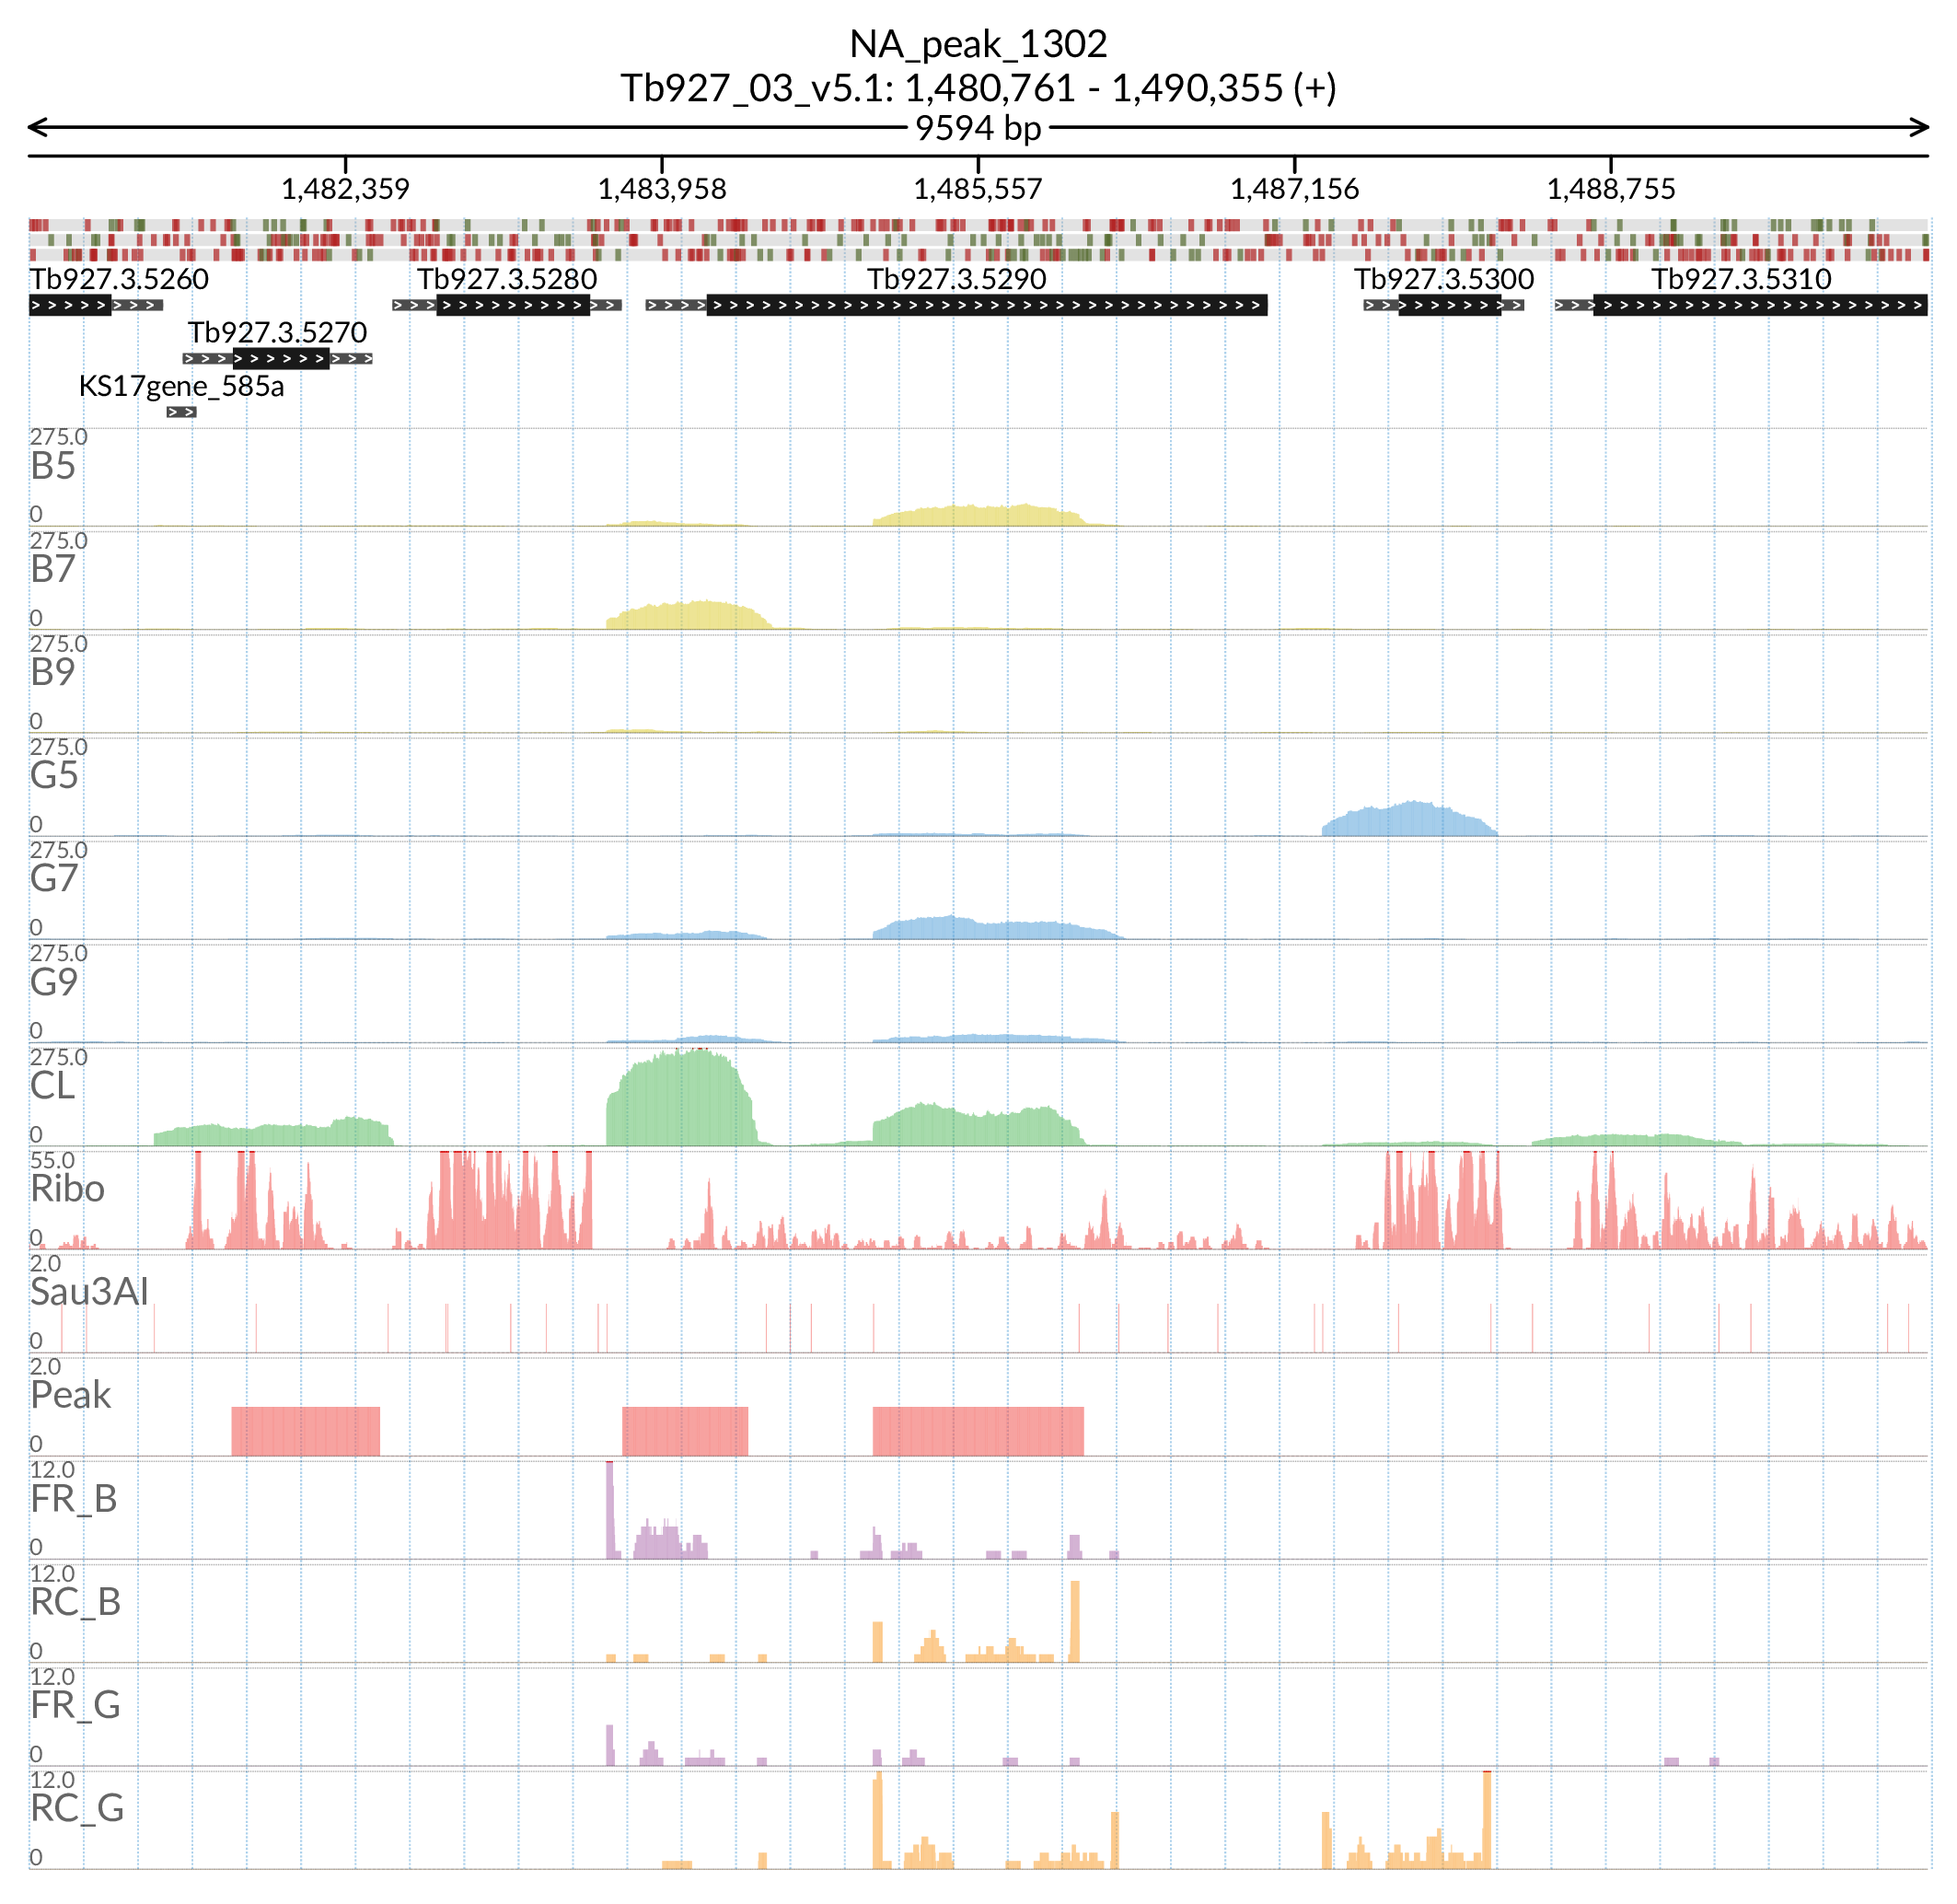 NA_peak_1302
Tb927_03_v5.1: 1,480,761 - 1,490,355 (+)
9594 bp
1,482,359 1,483,958 1,485,557 1,487,156 1,488,755
Tb927.3.5260 Tb927.3.5280 Tb927.3.5290 Tb927.3.5300 Tb927.3.5310
Tb927.3.5270
KS17gene_585a
275.0
B5
0
275.0
B7
0
275.0
B9
0
275.0
G5
0
275.0
G7
0
275.0
G9
0
275.0
CL
0
55.0
Ribo
0
2.0
Sau3AI
0
2.0
Peak
0
12.0
FR_B
0
12.0
RC_B
0
12.0
FR_G
0
12.0
RC_G
0